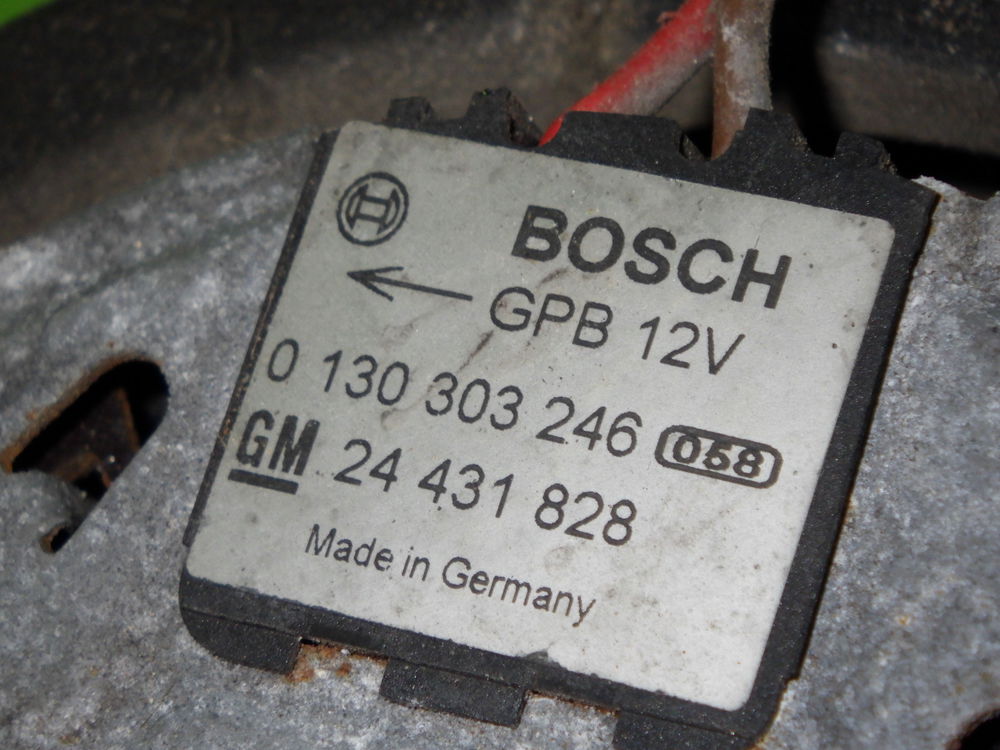 BOSCH
GPB 12V
0 130 303 246 058
GM 24 431 828
Made in Germany